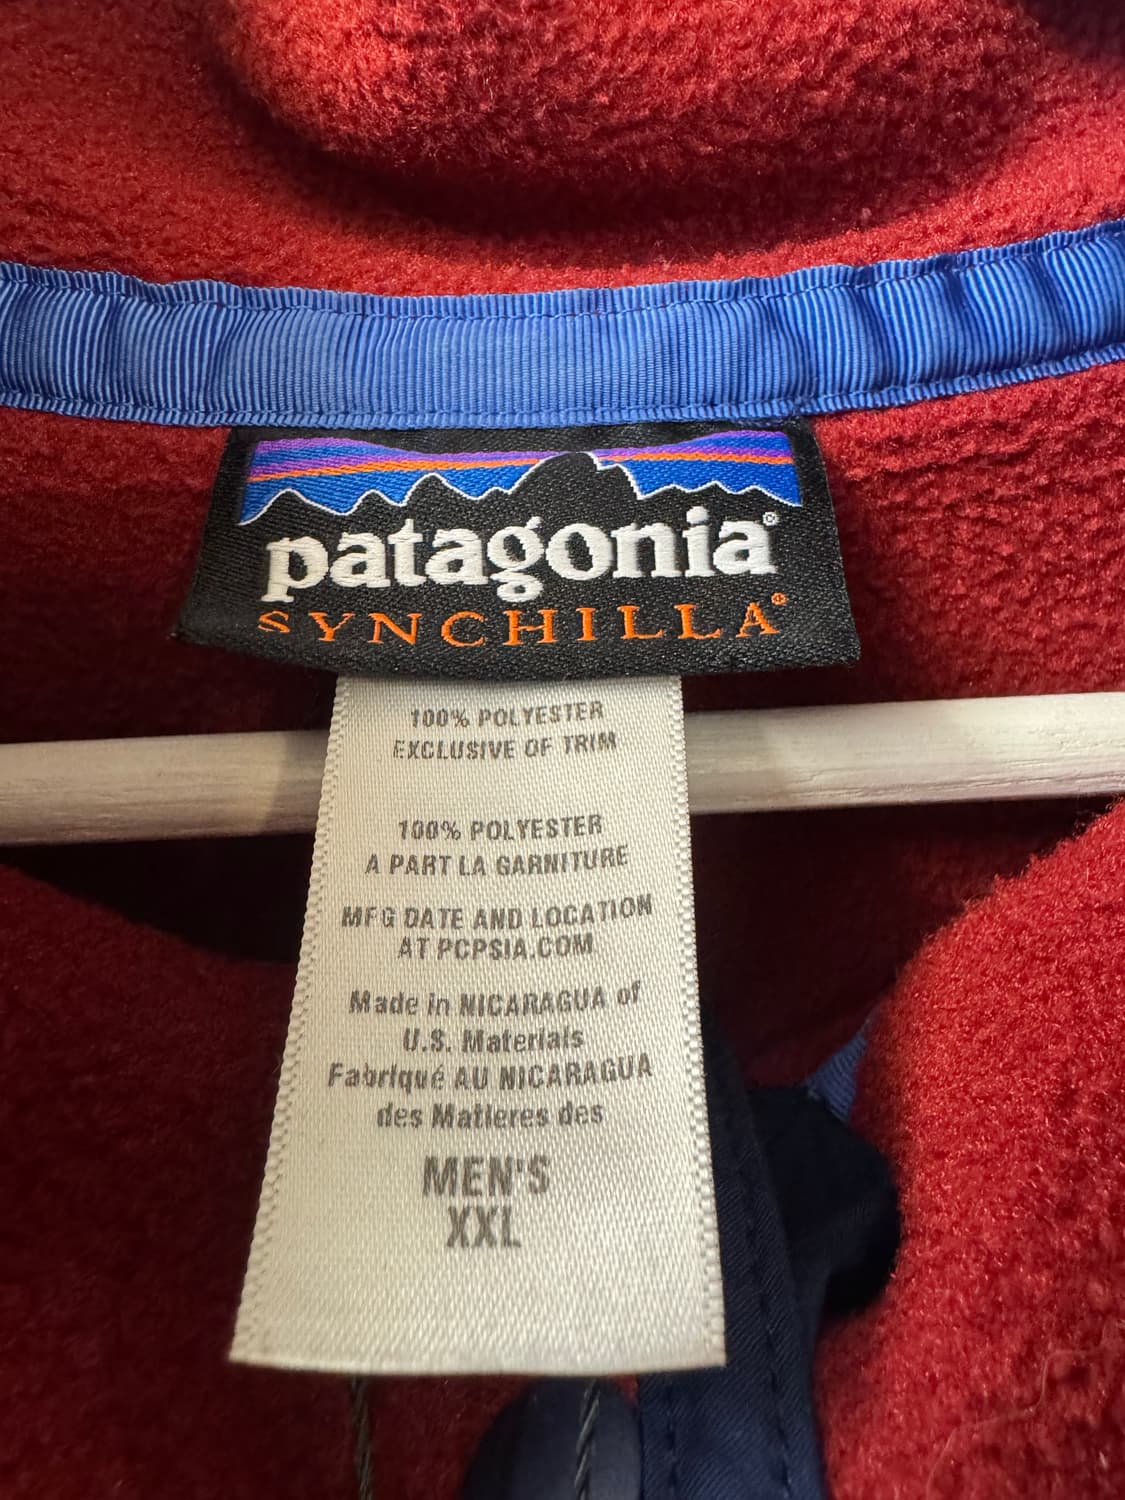 patagonia®
SYNCHILLA®
100% POLYESTER
EXCLUSIVE OF TRIM
100% POLYESTER
A PART LA GARNITURE
MFG DATE AND LOCATION
AT PCPSIA.COM
Made in NICARAGUA of
U.S. Materials
Fabriqué AU NICARAGUA
des Matieres des
MEN'S
XXL